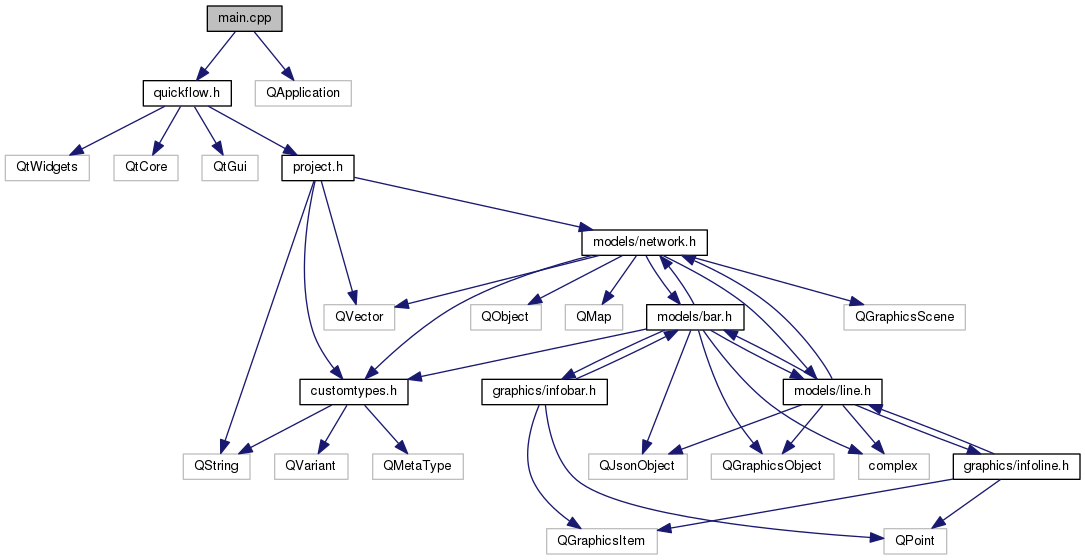 main.cpp
quickflow.h
QApplication
QtWidgets
QtCore
QtGui
project.h
models/network.h
QVector
QObject
QMap
models/bar.h
QGraphicsScene
customtypes.h
graphics/infobar.h
models/line.h
QString
QVariant
QMetaType
QJsonObject
QGraphicsObject
complex
graphics/infoline.h
QGraphicsItem
QPoint